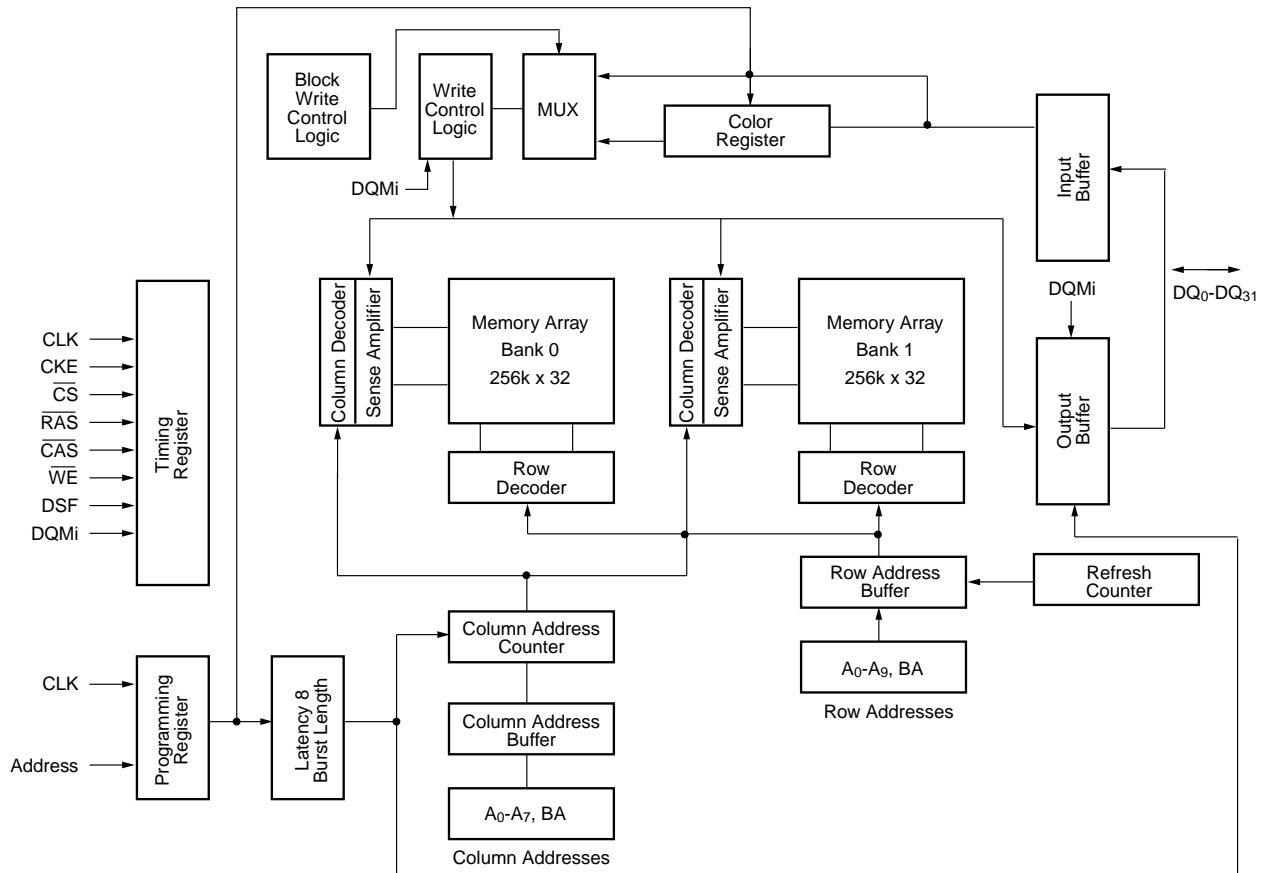 Block
Write
Control
Logic
Write
Control
Logic
MUX
Color
Register
Input
Buffer
DQMi
DQ0-DQ31
DQMi
Column Decoder
Sense Amplifier
Memory Array
Bank 0
256k x 32
Column Decoder
Sense Amplifier
Memory Array
Bank 1
256k x 32
Output
Buffer
Row
Decoder
Row
Decoder
CLK
CKE
CS
RAS
CAS
WE
DSF
DQMi
Timing
Register
Row Address
Buffer
Refresh
Counter
A0-A9, BA
Row Addresses
Column Address
Counter
Column Address
Buffer
A0-A7, BA
Column Addresses
CLK
Address
Programming
Register
Latency 8
Burst Length